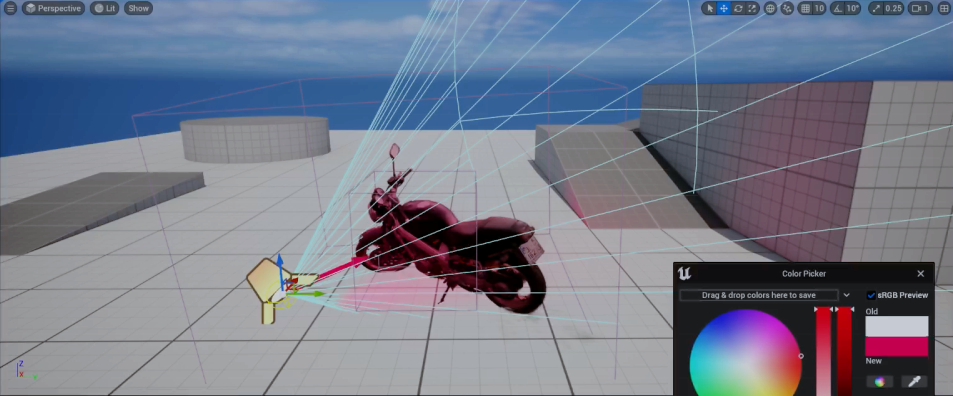 Perspective Lit Show 10 10° 0.25 1
Color Picker
Drag & drop colors here to save sRGB Preview
Old
New
Z
X